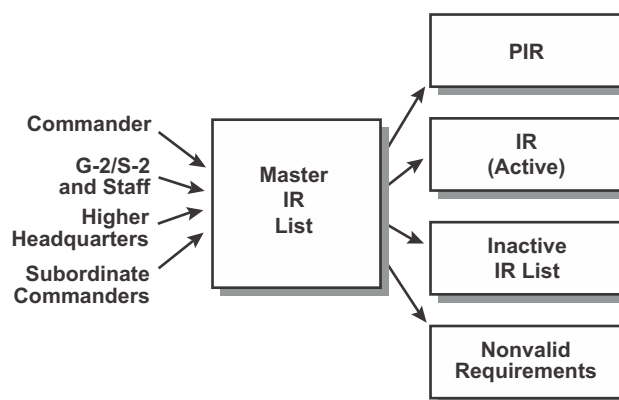 Commander
G-2/S-2
and Staff
Higher
Headquarters
Subordinate
Commanders
Master
IR
List
PIR
IR
(Active)
Inactive
IR List
Nonvalid
Requirements